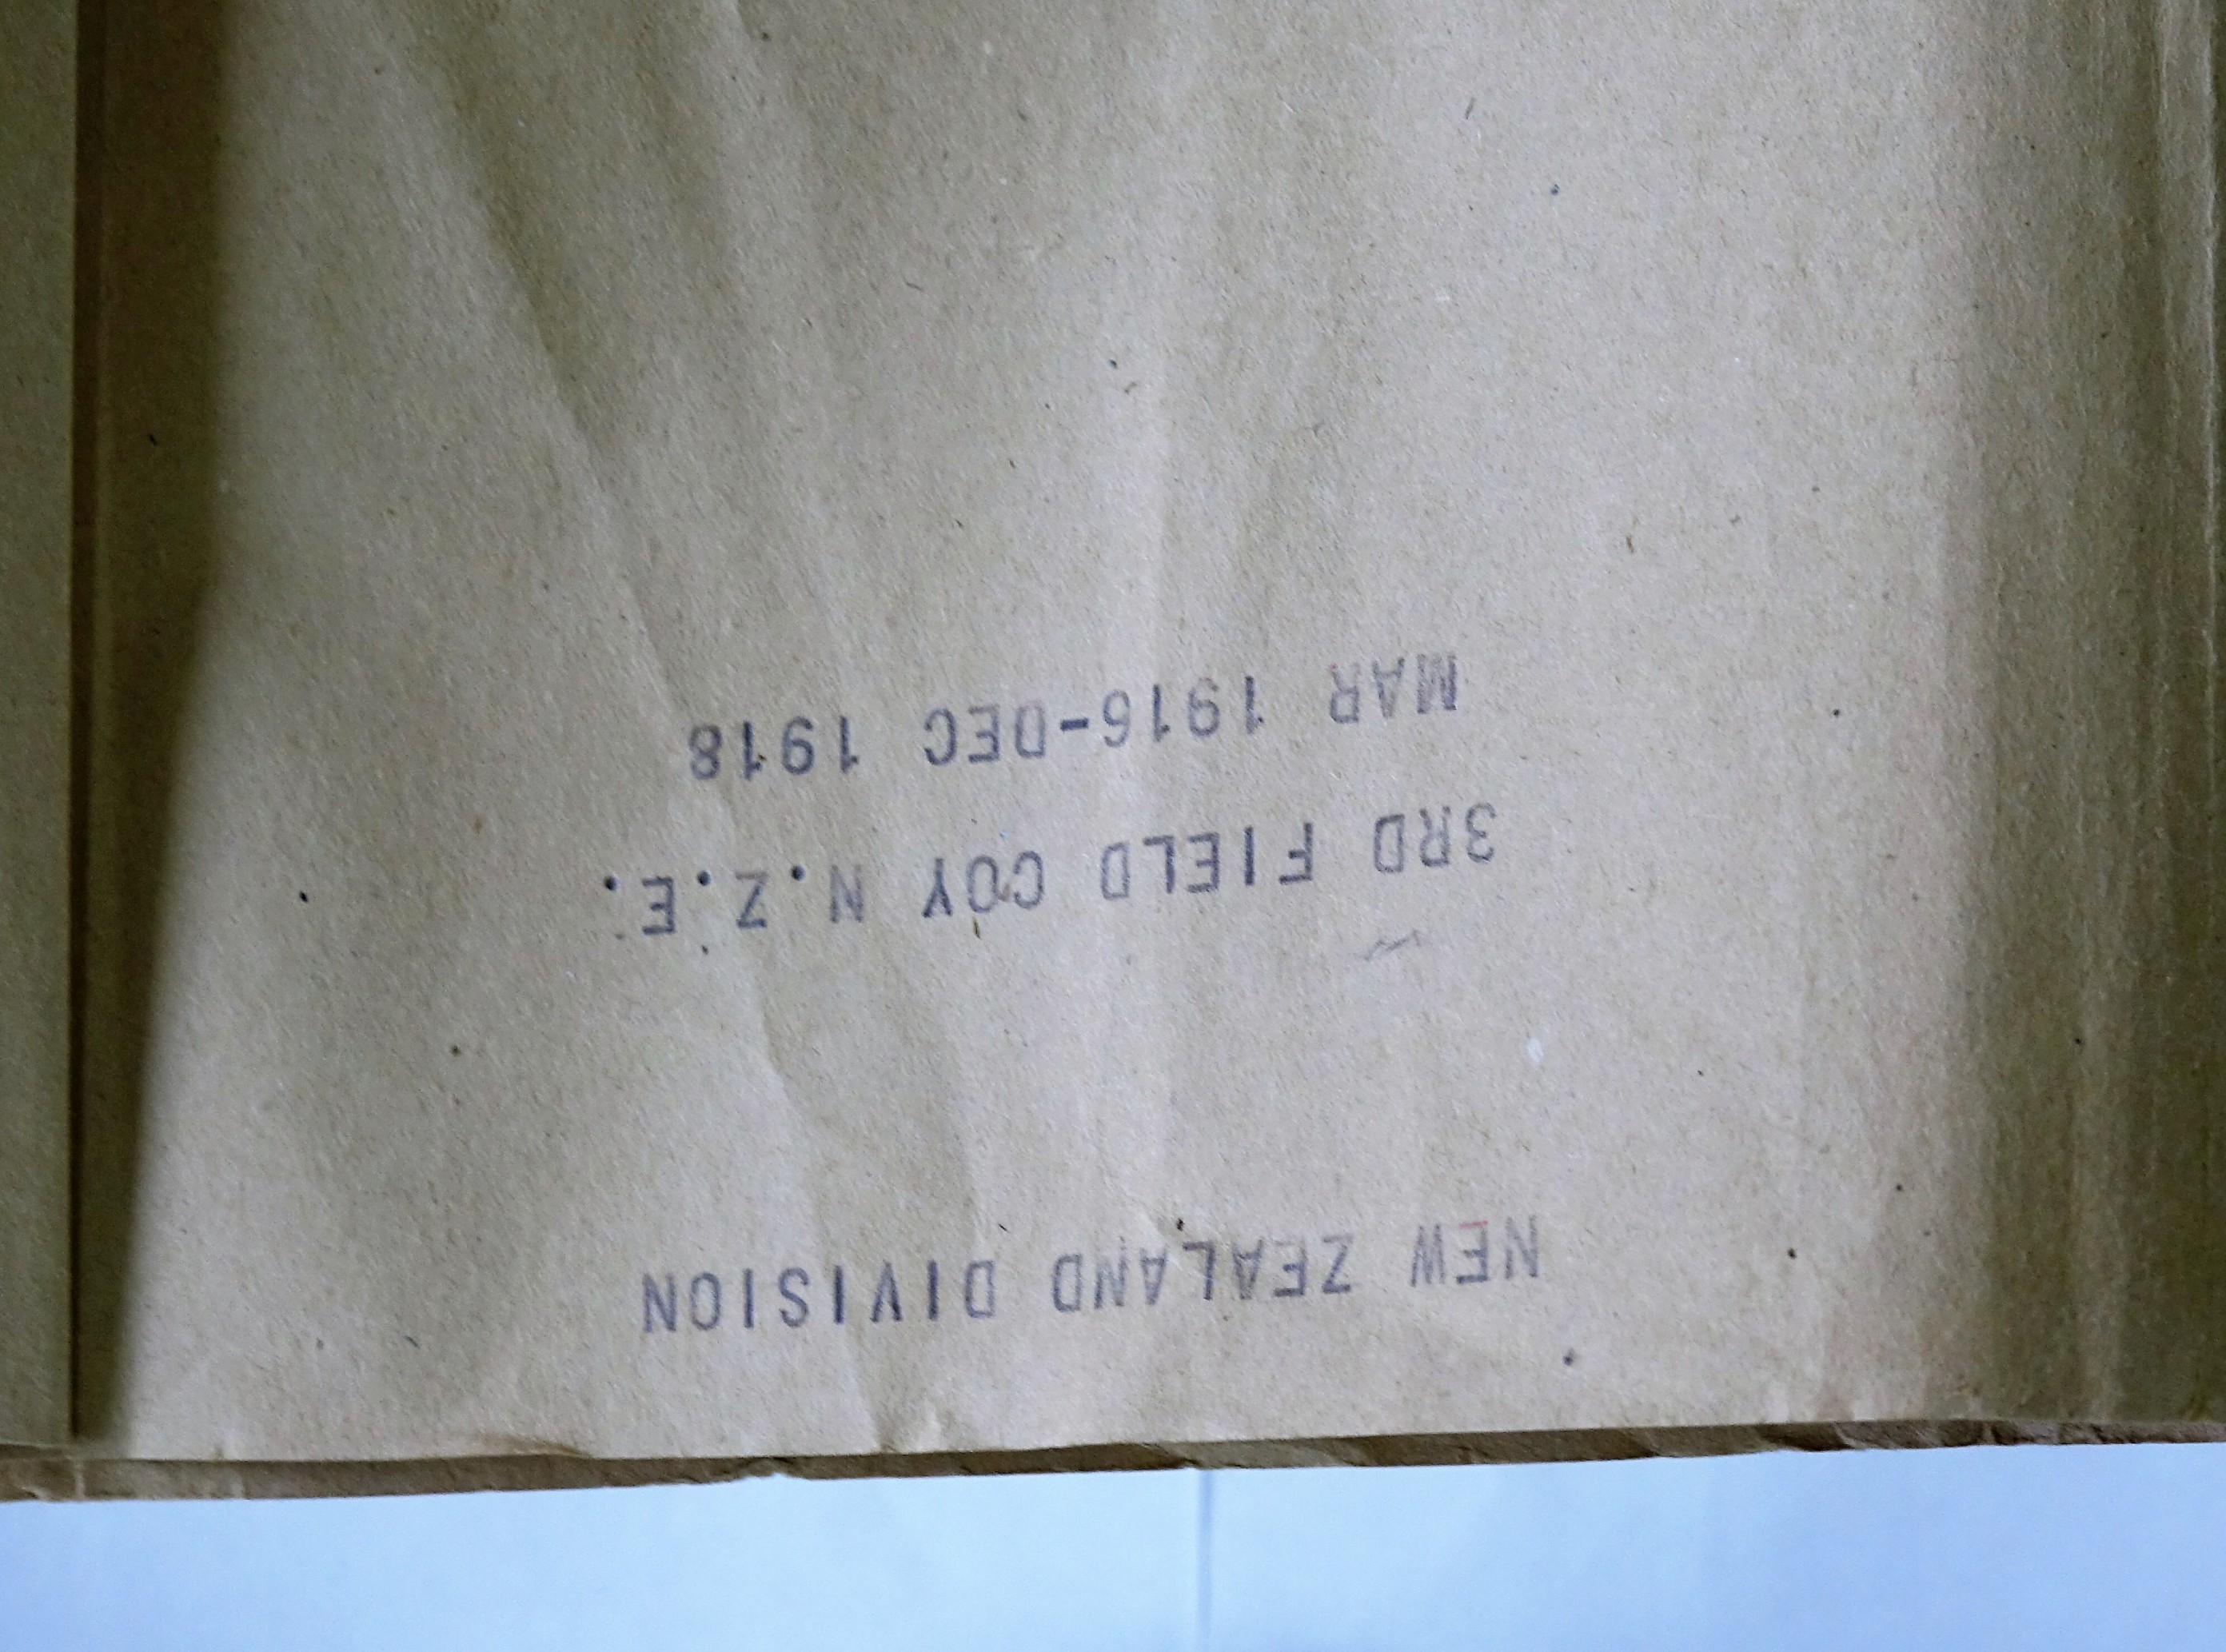 NEW ZEALAND DIVISION
3RD FIELD COY N.Z.E.
MAR 1916-DEC 1918